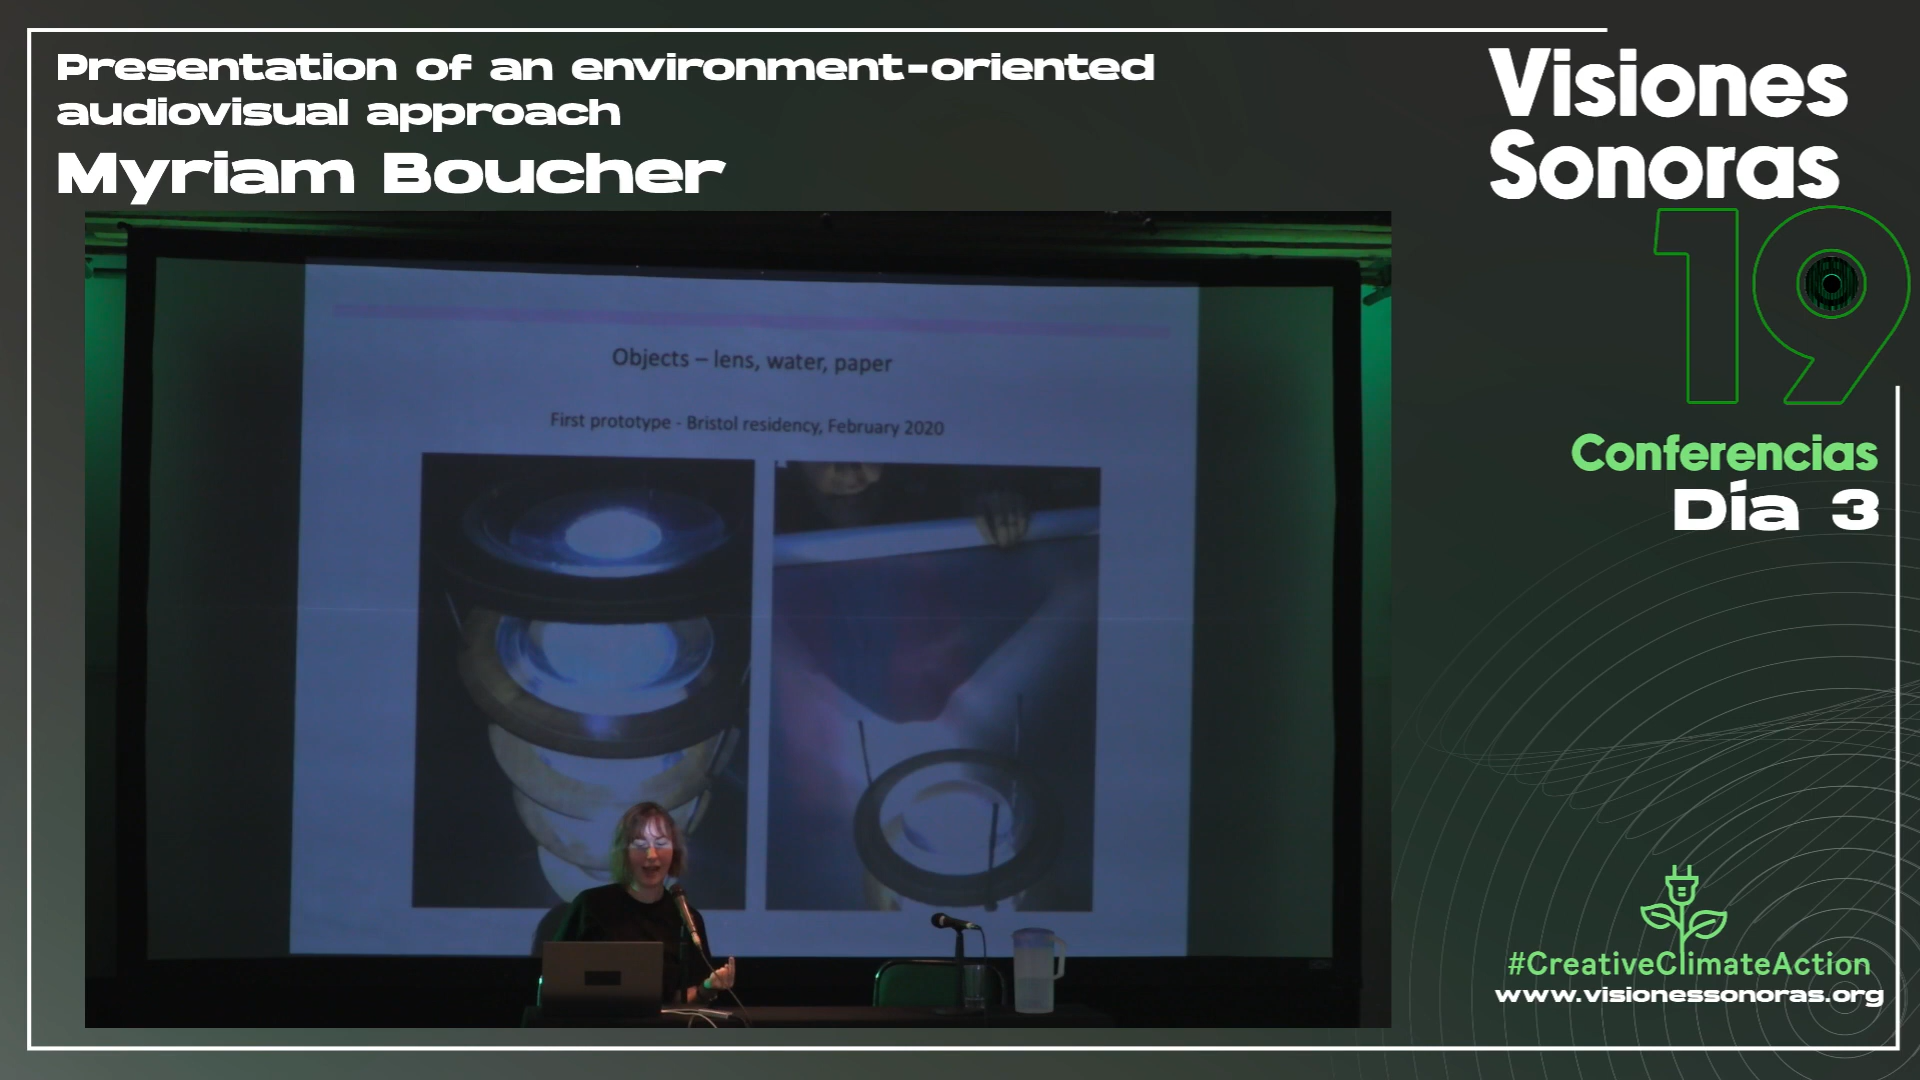 Presentation of an environment-oriented
audiovisual approach
Myriam Boucher
Visiones
Sonoras
19
Conferencias
Día 3
Objects – lens, water, paper
First prototype - Bristol residency, February 2020
#CreativeClimateAction
www.visionessonoras.org